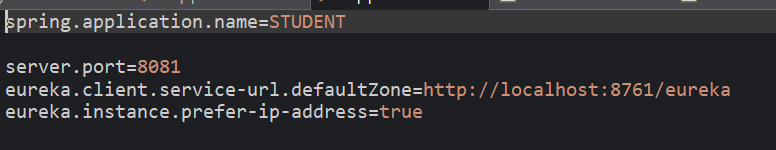 spring.application.name=STUDENT
server.port=8081
eureka.client.service-url.defaultZone=http://localhost:8761/eureka
eureka.instance.prefer-ip-address=true